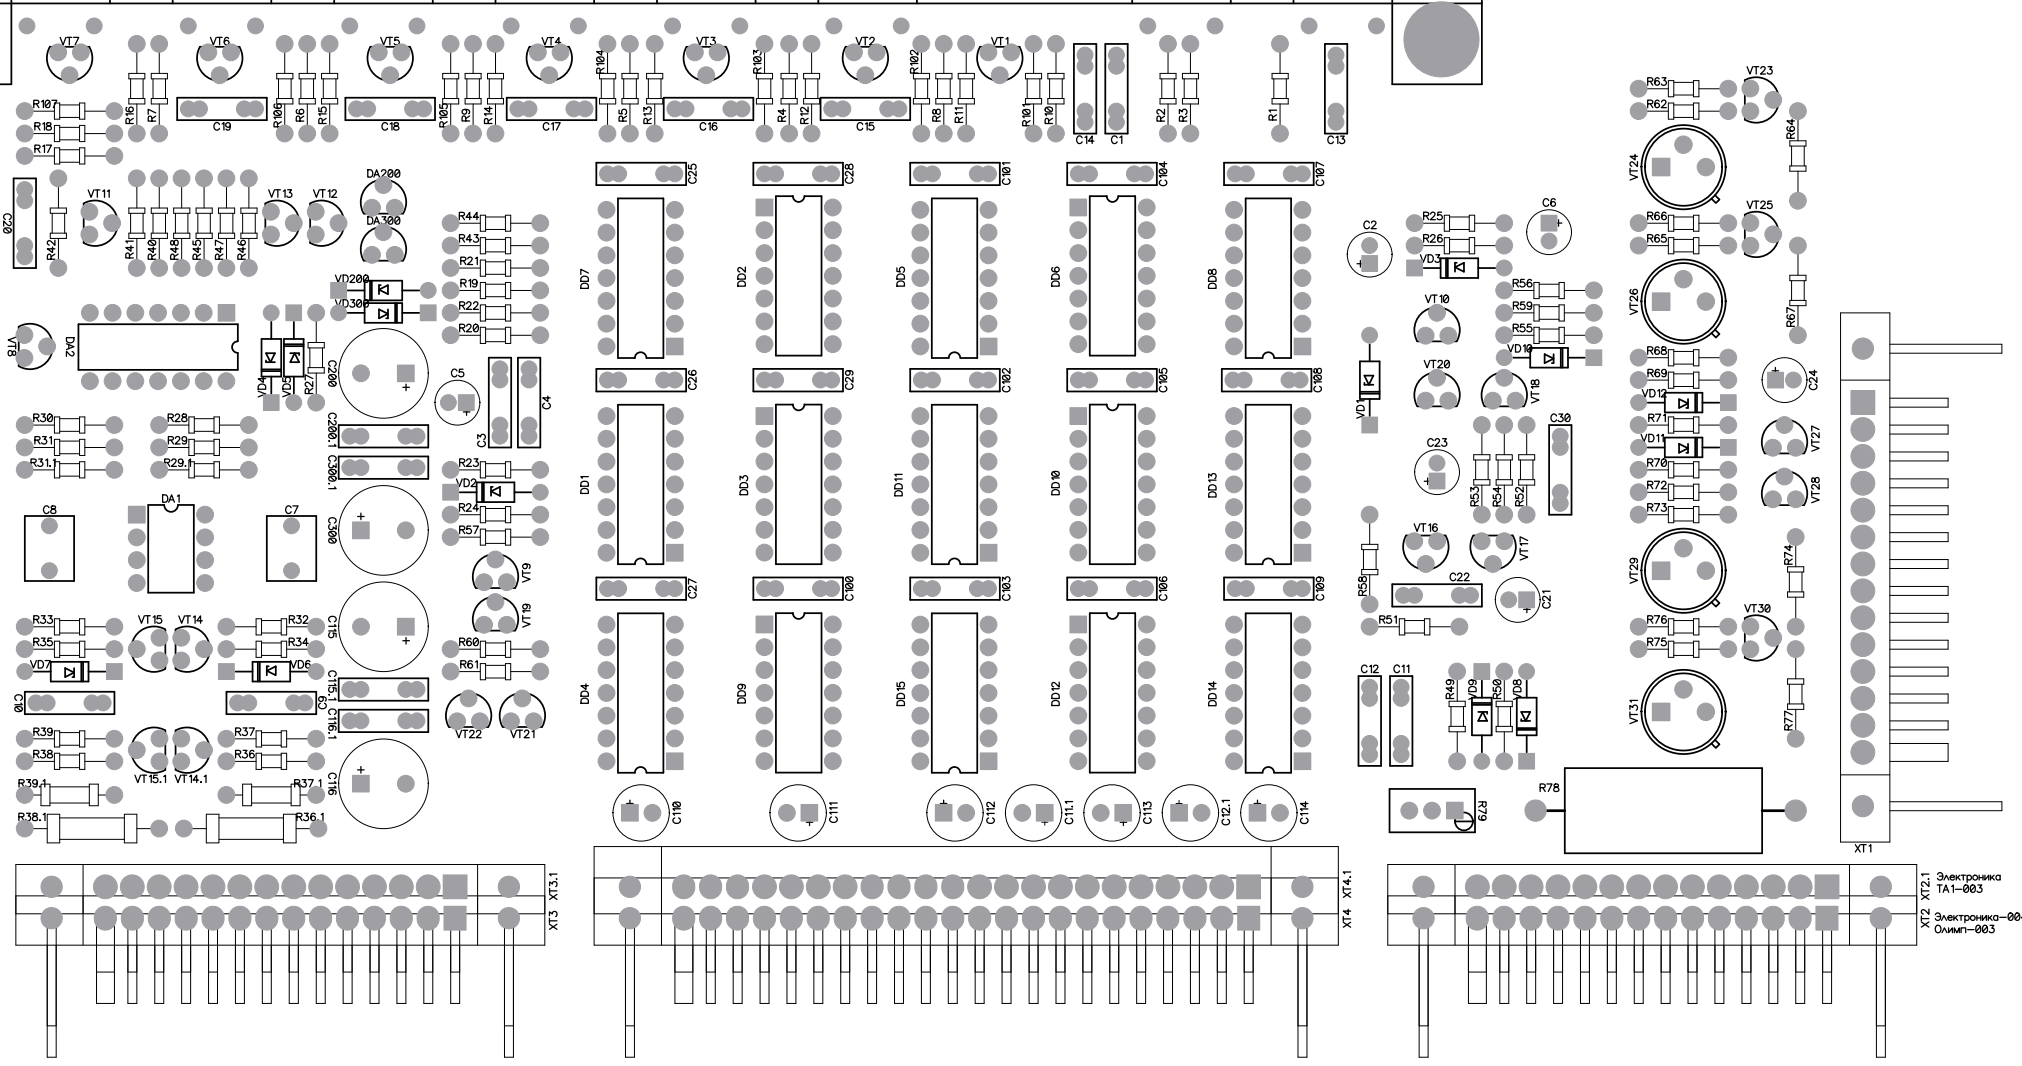 VT7
VT6
VT5
VT4
VT3
VT2
VT1
R104
R103
R102
R107
R18
R17
R16
R7
C19
R106
R6
R15
C18
R105
R9
R14
C17
R5
R13
C16
R4
R12
C15
R8
R11
R101
R10
C14
C1
R2
R3
R1
C13
R63
R62
VT23
R64
VT24
C25
C28
C101
C104
C107
C20
R42
VT11
R41
R40
R48
R45
R47
R46
VT13
VT12
DA200
DA300
R44
R43
R21
R19
R22
R20
VD200
VD300
DD7
DD2
DD5
DD6
DD8
C2
R25
R26
VD3
C6
R66
R65
VT25
VT26
R67
VT8
DA2
VD4
VD5
R27
C200
C5
C3
C4
C26
C29
C102
C105
C108
VD1
VT10
VT20
VT18
R56
R59
R55
VD10
R68
R69
VD12
R71
VD11
R70
R72
R73
C24
VT27
VT28
R30
R31
R31.1
R28
R29
R29.1
C200.1
C300.1
R23
VD2
R24
R57
DD1
DD3
DD11
DD10
DD13
C23
R53
R54
R52
C30
C8
DA1
C7
C300
VT9
VT19
C27
C100
C103
C106
C109
R58
VT16
VT17
C22
C21
R51
VT29
R74
R76
R75
VT30
R33
R35
VD7
VT15
VT14
R32
R34
VD6
C115
R60
R61
C10
C9
C115.1
C116.1
VT22
VT21
DD4
DD9
DD15
DD12
DD14
C12
C11
R49
VD9
R50
VD8
VT31
R77
R39
R38
VT15.1
VT14.1
R37
R36
C116
R39.1
R37.1
R38.1
R36.1
C110
C111
C112
C11.1
C113
C12.1
C114
R79
R78
XT1
XT3.1
XT3
XT4.1
XT4
XT2.1
Электроника
ТА1-003
XT2
Электроника-00
Олимп-003